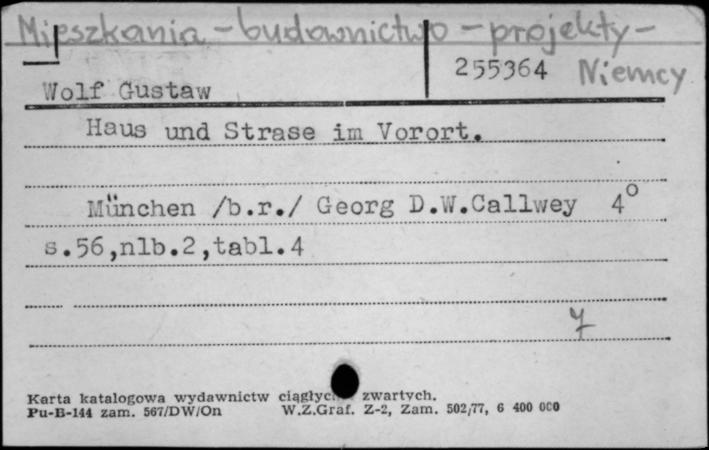 Mieszkania - budownictwo - projekty -
255364 Niemcy
Wolf Gustaw
Haus und Strase im Vorort.
München /b.r./ Georg D.W.Callwey 4°
s.56,nlb.2,tabl.4
7
Karta katalogowa wydawnictw zwartych.
Pu-B-144 zam. 567/DW/On W.Z.Graf. Z-2, Zam. 502/77, 6 400 000